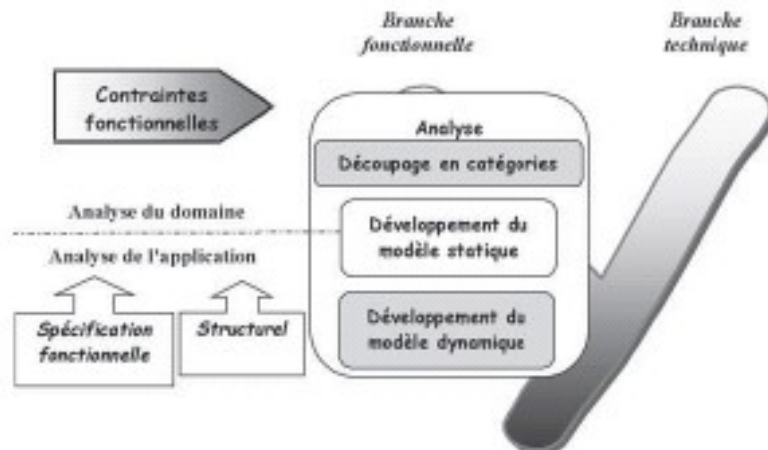 Branche
fonctionnelle
Branche
technique
Contraintes
fonctionnelles
Analyse
Découpage en catégories
Analyse du domaine
Développement du
modèle statique
Analyse de l'application
Spécification
fonctionnelle
Structurel
Développement du
modèle dynamique